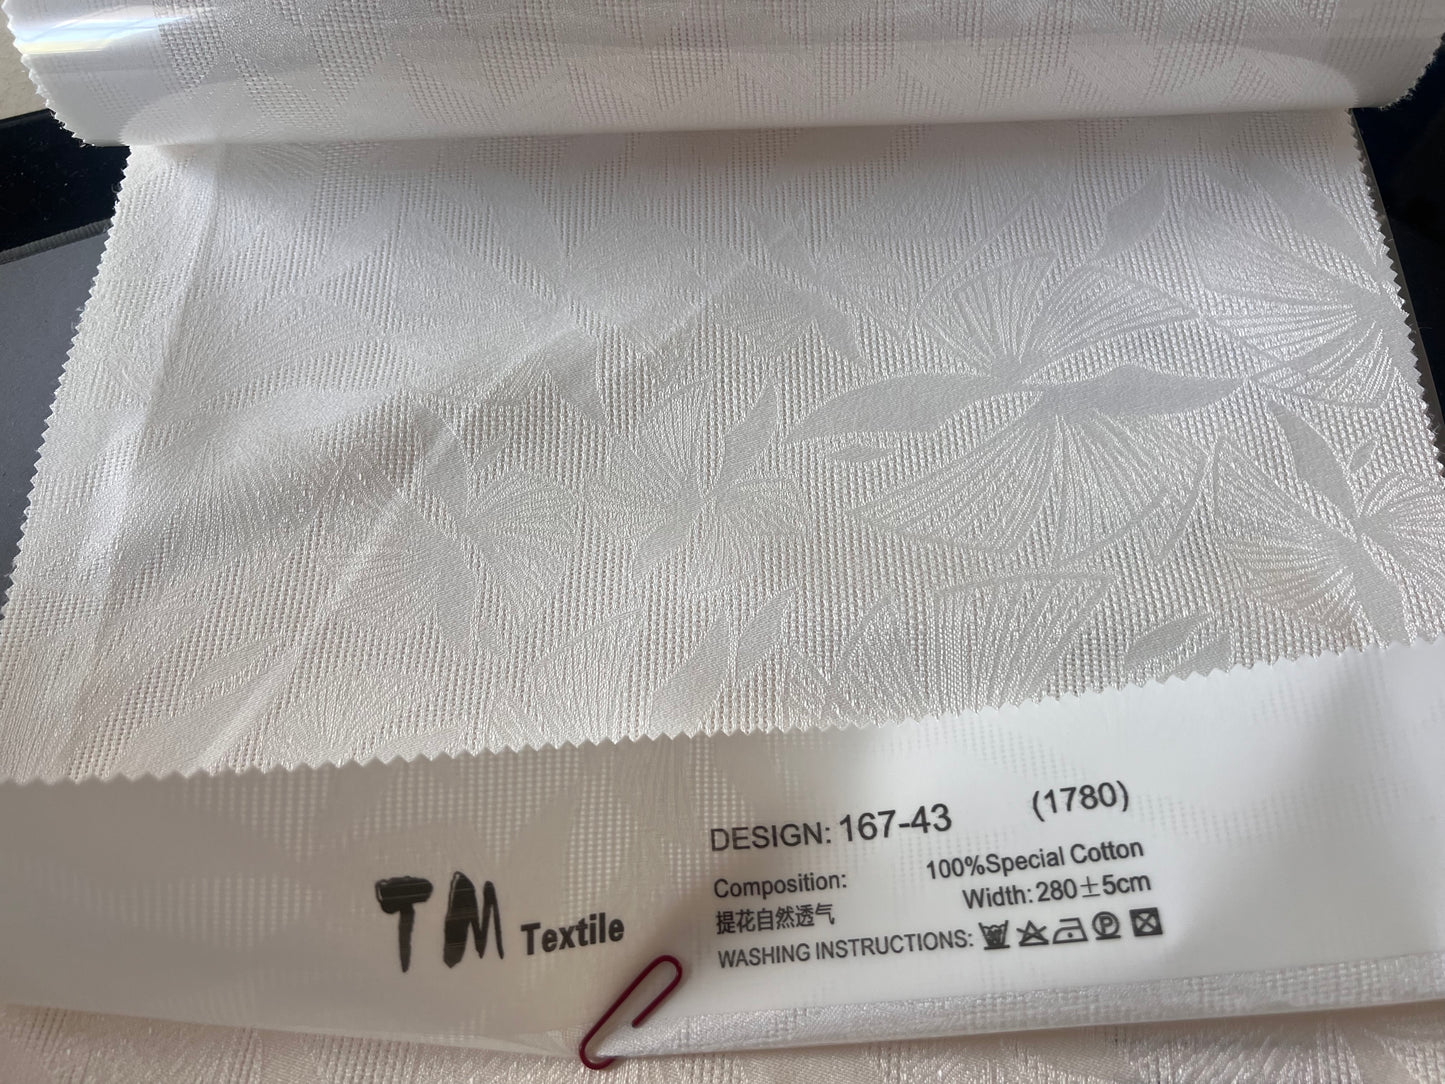 TM Textile
DESIGN: 167-43 (1780)
Composition: 100%Special Cotton
提花自然透气 Width: 280±5cm
WASHING INSTRUCTIONS: